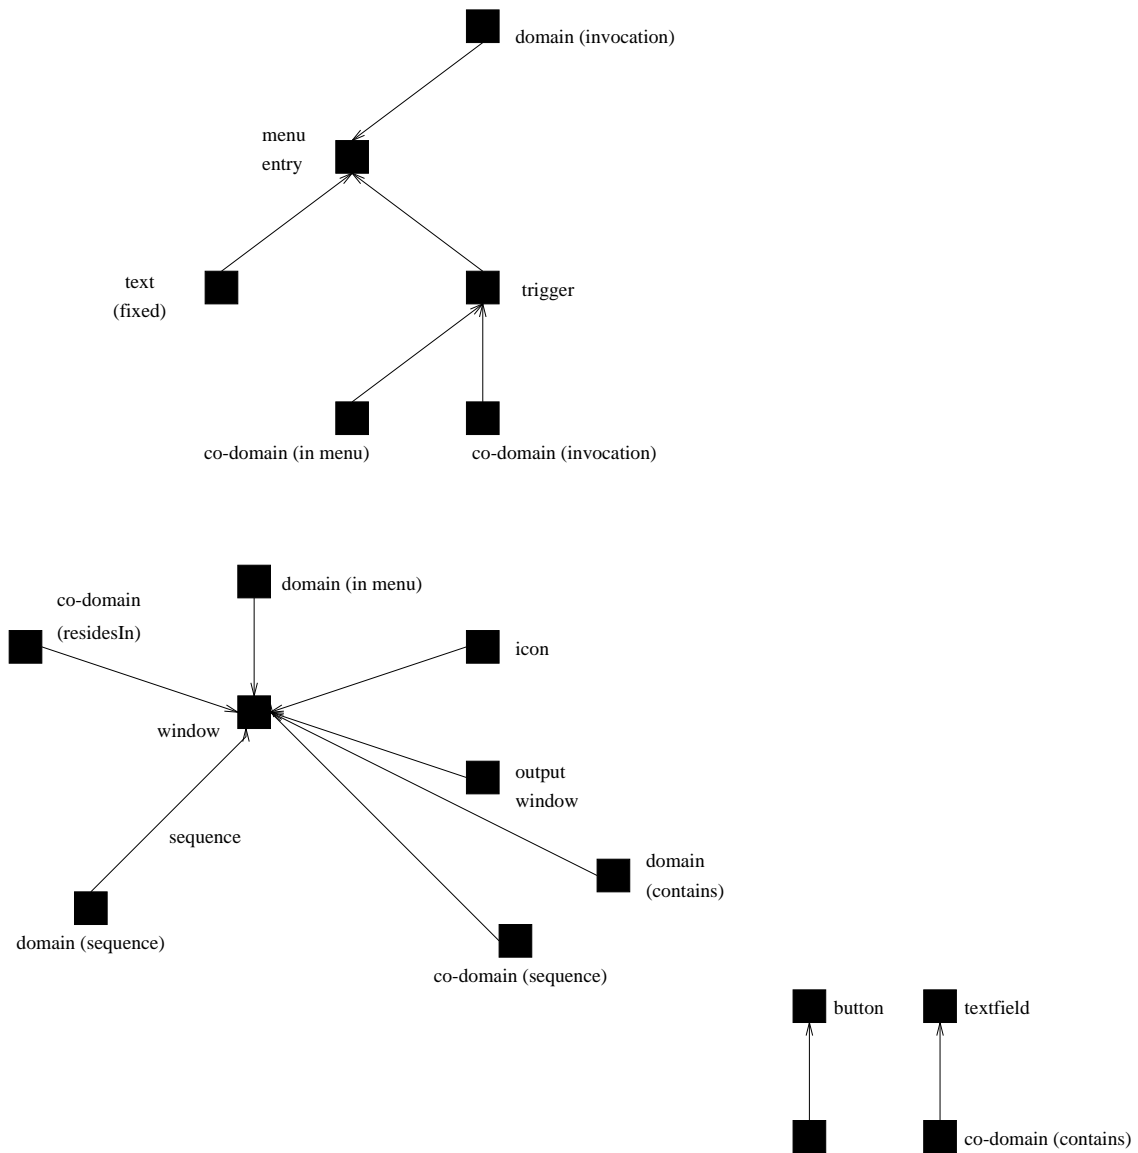 domain (invocation)
menu
entry
text
(fixed)
trigger
co-domain (in menu)
co-domain (invocation)
domain (in menu)
co-domain
(residesIn)
icon
window
output
window
sequence
domain
(contains)
domain (sequence)
co-domain (sequence)
button
textfield
co-domain (contains)